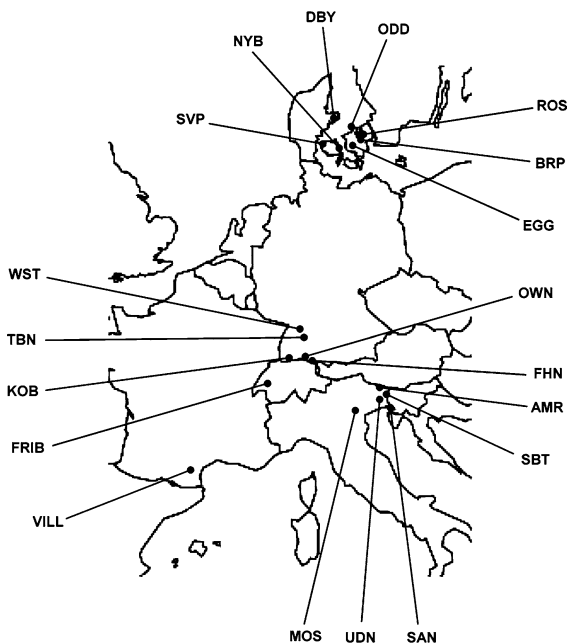 DBY
ODD
NYB
ROS
SVP
BRP
EGG
WST
OWN
TBN
FHN
KOB
AMR
FRIB
SBT
VILL
MOS
UDN
SAN